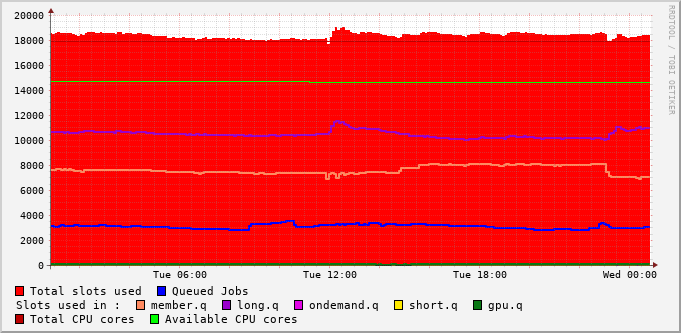 20000
18000
16000
14000
12000
10000
8000
6000
4000
2000
0
Tue 06:00 Tue 12:00 Tue 18:00 Wed 00:00
Total slots used Queued Jobs
Slots used in : member.q long.q ondemand.q short.q gpu.q
Total CPU cores Available CPU cores
RRDTOOL / TOBI OETIKER